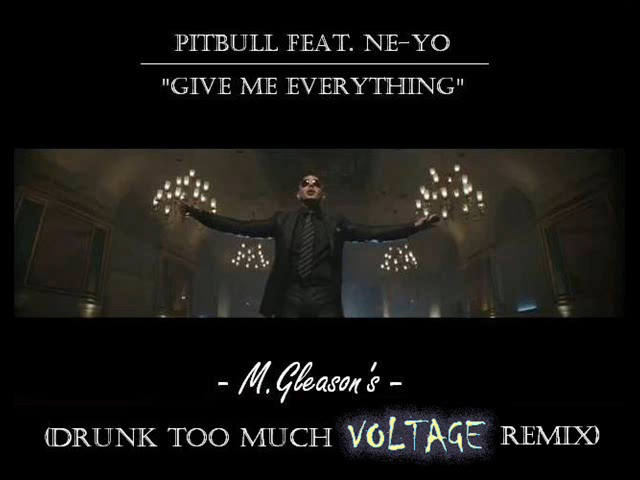 PITBULL FEAT. NE-YO
"GIVE ME EVERYTHING"
- M.Gleason's -
(DRUNK TOO MUCH VOLTAGE REMIX)